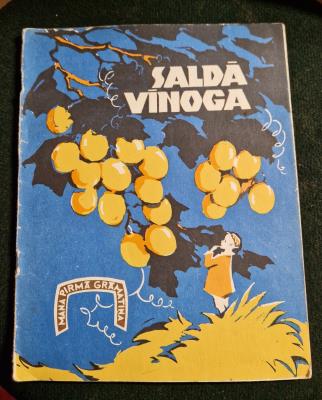 SALDĀ
VĪNOGA
MANA PIRMĀ GRĀMATIŅA